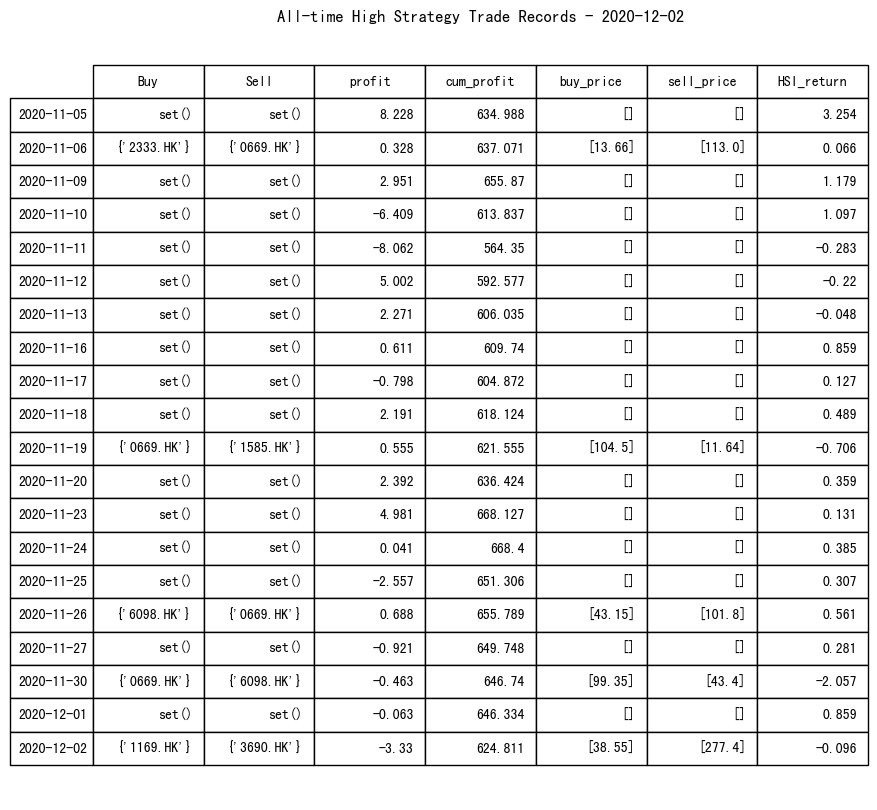 All-time High Strategy Trade Records - 2020-12-02
Buy Sell profit cum_profit buy_price sell_price HSI_return
2020-11-05 set() set() 8.228 634.988 [] [] 3.254
2020-11-06 {'2333.HK'} {'0669.HK'} 0.328 637.071 [13.66] [113.0] 0.066
2020-11-09 set() set() 2.951 655.87 [] [] 1.179
2020-11-10 set() set() -6.409 613.837 [] [] 1.097
2020-11-11 set() set() -8.062 564.35 [] [] -0.283
2020-11-12 set() set() 5.002 592.577 [] [] -0.22
2020-11-13 set() set() 2.271 606.035 [] [] -0.048
2020-11-16 set() set() 0.611 609.74 [] [] 0.859
2020-11-17 set() set() -0.798 604.872 [] [] 0.127
2020-11-18 set() set() 2.191 618.124 [] [] 0.489
2020-11-19 {'0669.HK'} {'1585.HK'} 0.555 621.555 [104.5] [11.64] -0.706
2020-11-20 set() set() 2.392 636.424 [] [] 0.359
2020-11-23 set() set() 4.981 668.127 [] [] 0.131
2020-11-24 set() set() 0.041 668.4 [] [] 0.385
2020-11-25 set() set() -2.557 651.306 [] [] 0.307
2020-11-26 {'6098.HK'} {'0669.HK'} 0.688 655.789 [43.15] [101.8] 0.561
2020-11-27 set() set() -0.921 649.748 [] [] 0.281
2020-11-30 {'0669.HK'} {'6098.HK'} -0.463 646.74 [99.35] [43.4] -2.057
2020-12-01 set() set() -0.063 646.334 [] [] 0.859
2020-12-02 {'1169.HK'} {'3690.HK'} -3.33 624.811 [38.55] [277.4] -0.096